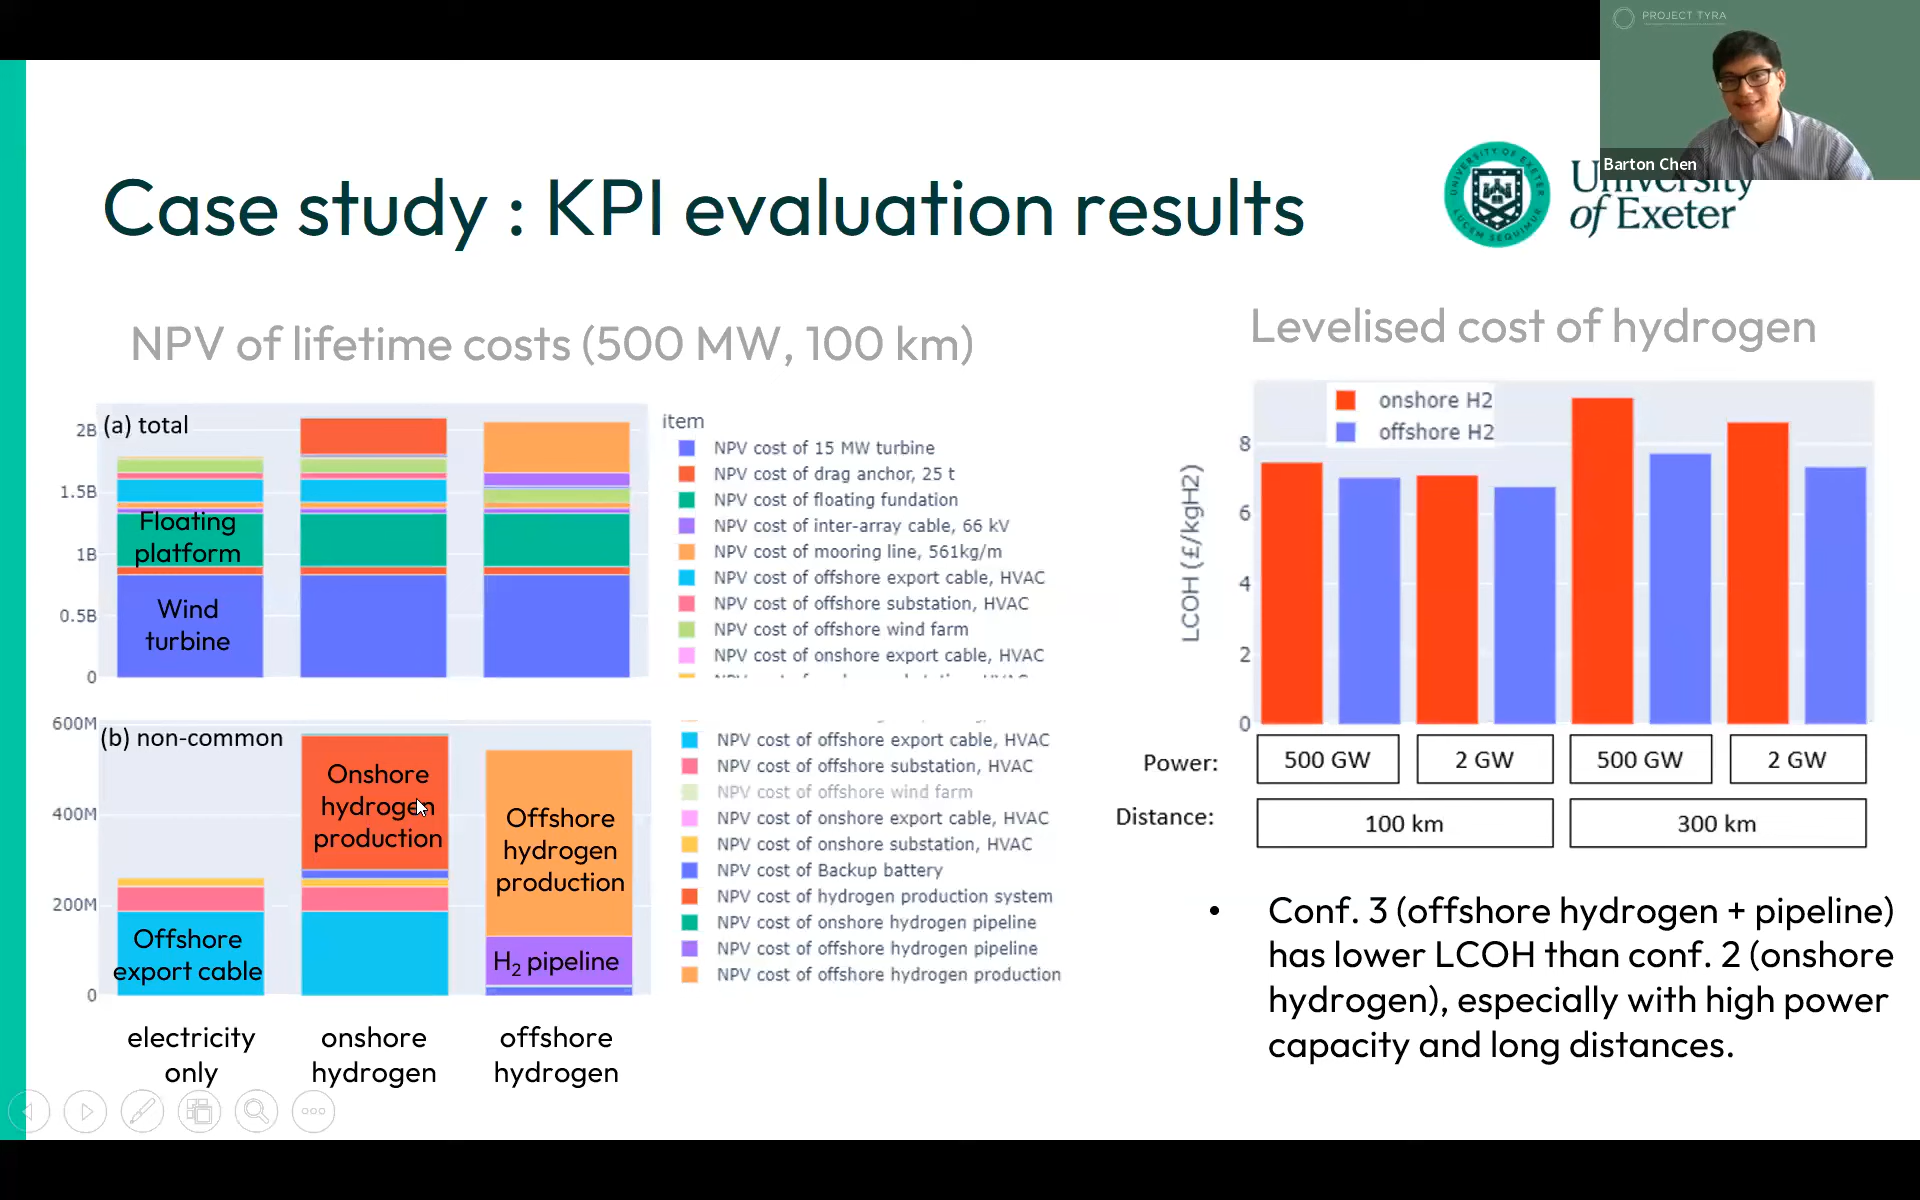 PROJECT TYRA
Barton Chen
Case study : KPI evaluation results
University
of Exeter
UNIVERSITY OF EXETER
LUCEM SEQUIMUR
NPV of lifetime costs (500 MW, 100 km)
(a) total
2B
1.5B
1B
0.5B
0
Floating
platform
Wind
turbine
item
NPV cost of 15 MW turbine
NPV cost of drag anchor, 25 t
NPV cost of floating fundation
NPV cost of inter-array cable, 66 kV
NPV cost of mooring line, 561kg/m
NPV cost of offshore export cable, HVAC
NPV cost of offshore substation, HVAC
NPV cost of offshore wind farm
NPV cost of onshore export cable, HVAC
(b) non-common
600M
400M
200M
0
Offshore
export cable
Onshore
hydrogen
production
Offshore
hydrogen
production
H₂ pipeline
NPV cost of offshore export cable, HVAC
NPV cost of offshore substation, HVAC
NPV cost of offshore wind farm
NPV cost of onshore export cable, HVAC
NPV cost of onshore substation, HVAC
NPV cost of Backup battery
NPV cost of hydrogen production system
NPV cost of onshore hydrogen pipeline
NPV cost of offshore hydrogen pipeline
NPV cost of offshore hydrogen production
electricity
only
onshore
hydrogen
offshore
hydrogen
Levelised cost of hydrogen
onshore H2
offshore H2
LCOH (£/kgH2)
8
6
4
2
0
Power: 500 GW 2 GW 500 GW 2 GW
Distance: 100 km 300 km
• Conf. 3 (offshore hydrogen + pipeline)
has lower LCOH than conf. 2 (onshore
hydrogen), especially with high power
capacity and long distances.